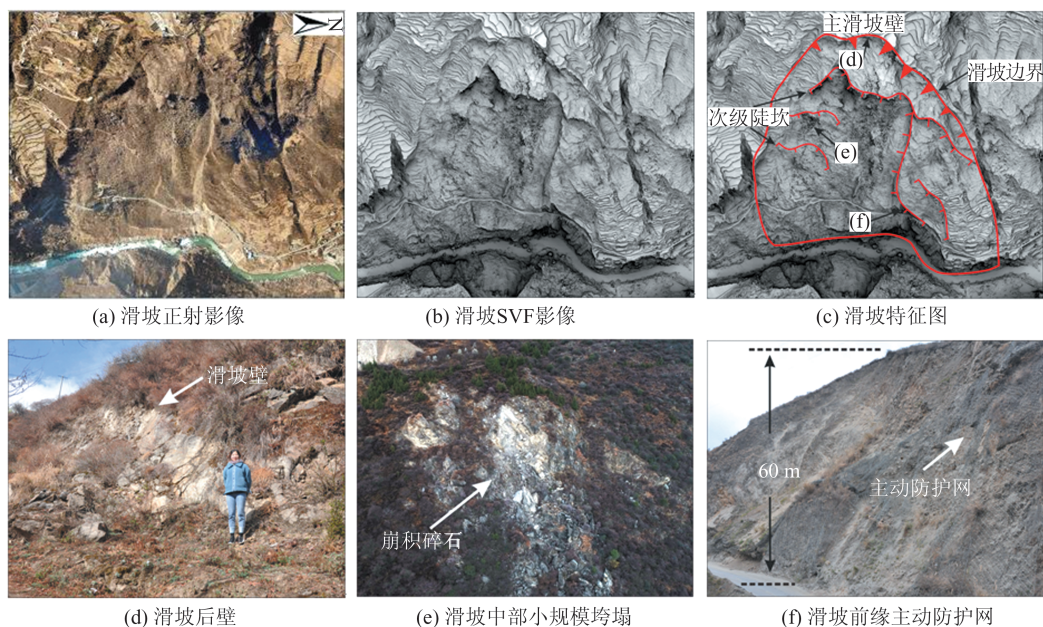 N
主滑坡壁
(d)
滑坡边界
次级陡坎
(e)
(f)
(a) 滑坡正射影像
(b) 滑坡SVF影像
(c) 滑坡特征图
滑坡壁
崩积碎石
60 m
主动防护网
(d) 滑坡后壁
(e) 滑坡中部小规模垮塌
(f) 滑坡前缘主动防护网